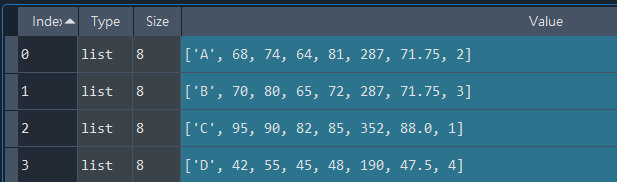 Index Type Size Value
0 list 8 ['A', 68, 74, 64, 81, 287, 71.75, 2]
1 list 8 ['B', 70, 80, 65, 72, 287, 71.75, 3]
2 list 8 ['C', 95, 90, 82, 85, 352, 88.0, 1]
3 list 8 ['D', 42, 55, 45, 48, 190, 47.5, 4]